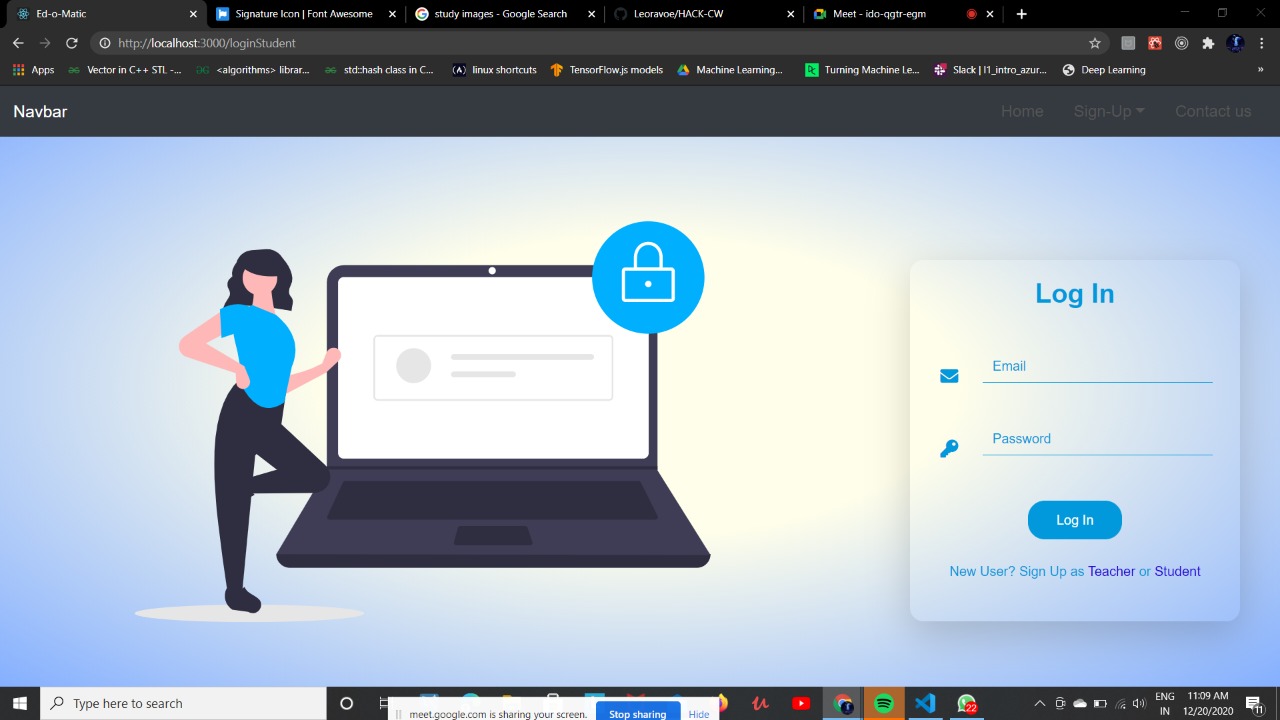 Ed-o-Matic
Signature Icon | Font Awesome
study images - Google Search
Leoravoe/HACK-CW
Meet - ido-qgtr-egm
http://localhost:3000/loginStudent
Apps
Vector in C++ STL -...
<algorithms> librar...
std::hash class in C...
linux shortcuts
TensorFlow.js models
Machine Learning...
Turning Machine Le...
Slack | l1_intro_azur...
Deep Learning
»
Navbar
Home
Sign-Up
Contact us
Log In
Email
Password
Log In
New User? Sign Up as Teacher or Student
Type here to search
meet.google.com is sharing your screen.
Stop sharing
Hide
22
ENG
IN
11:09 AM
12/20/2020
11